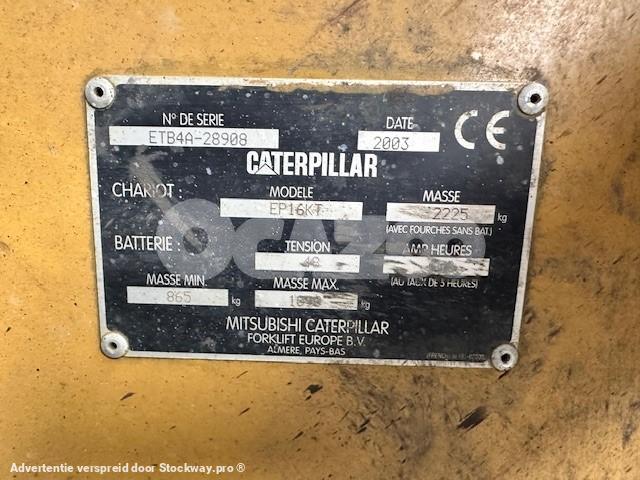 N° DE SERIE DATE
ETB4A-28908 2003 CE
CATERPILLAR
CHARIOT MODELE MASSE
EP16KT 2225 kg
(AVEC FOURCHES SANS BAT.)
BATTERIE : TENSION AMP HEURES
48
(AU TAUX DE 5 HEURES)
MASSE MIN. MASSE MAX.
865 kg kg
MITSUBISHI CATERPILLAR
FORKLIFT EUROPE B.V.
ALMERE, PAYS-BAS
OCAZOO
Advertentie verspreid door Stockway.pro ®